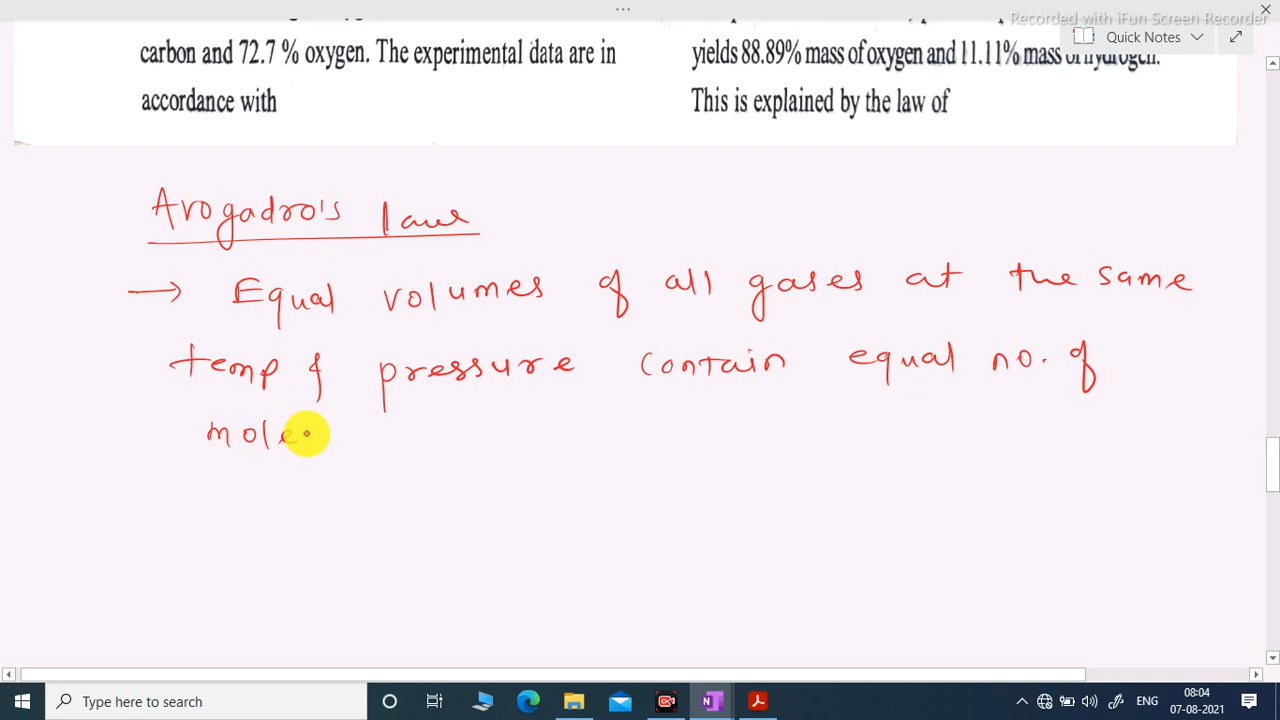 Recorded with iFun Screen Recorder
Quick Notes
carbon and 72.7 % oxygen. The experimental data are in
accordance with
yields 88.89% mass of oxygen and 11.11% mass of hydrogen.
This is explained by the law of
Avogadro's law
→ Equal volumes of all gases at the same
temp & pressure contain equal no. of
mole
Type here to search
ENG
08:04
07-08-2021